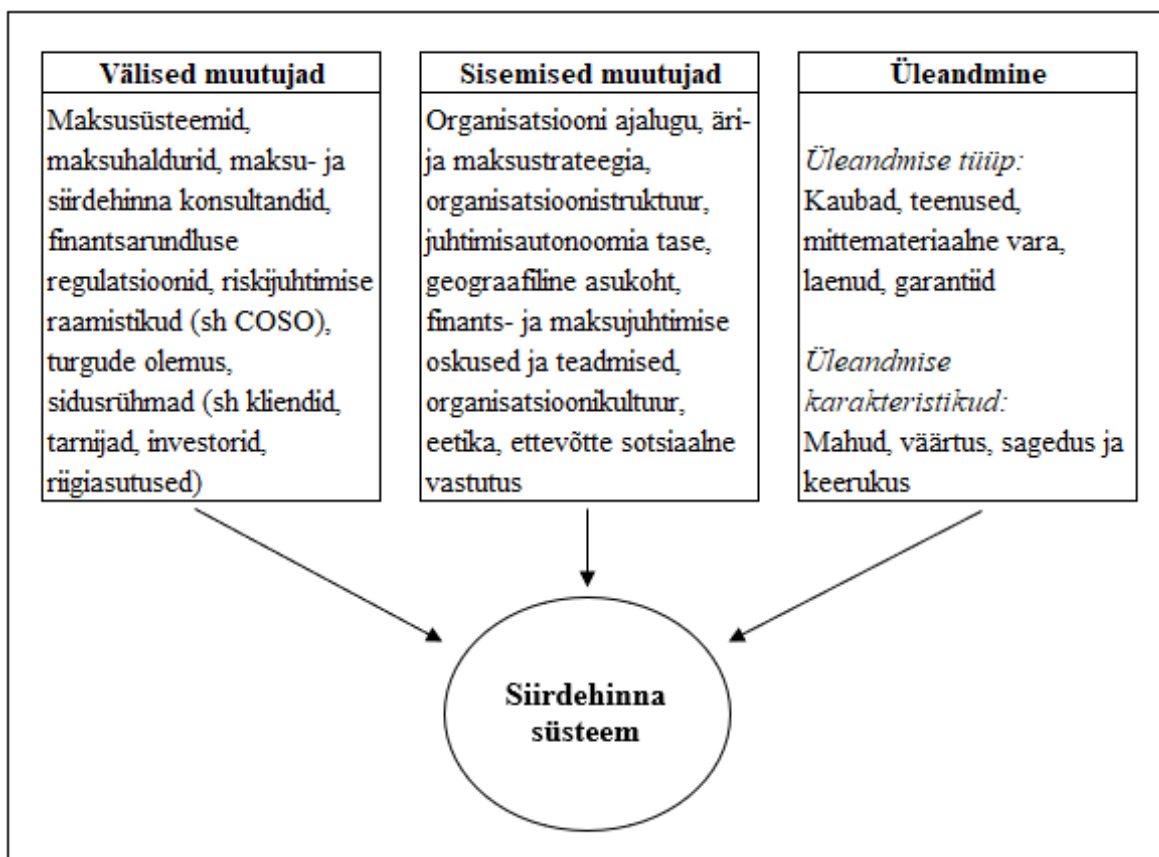 Välised muutujad
Maksusüsteemid,
maksuhaldurid, maksu- ja
siirdehinna konsultandid,
finantsarundluse
regulatsioonid, riskijuhtimise
raamistikud (sh COSO),
turgude olemus,
sidusrühmad (sh kliendid,
tarnijad, investorid,
riigiasutused)
Sisemised muutujad
Organisatsiooni ajalugu, äri-
ja maksustrateegia,
organisatsioonistruktuur,
juhtimisautonoomia tase,
geograafiline asukoht,
finants- ja maksujuhtimise
oskused ja teadmised,
organisatsioonikultuur,
eetika, ettevõtte sotsiaalne
vastutus
Üleandmine
Üleandmise tüüp:
Kaubad, teenused,
mittemateriaalne vara,
laenud, garantiid
Üleandmise
karakteristikud:
Mahud, väärtus, sagedus ja
keerukus
Siirdehinna
süsteem